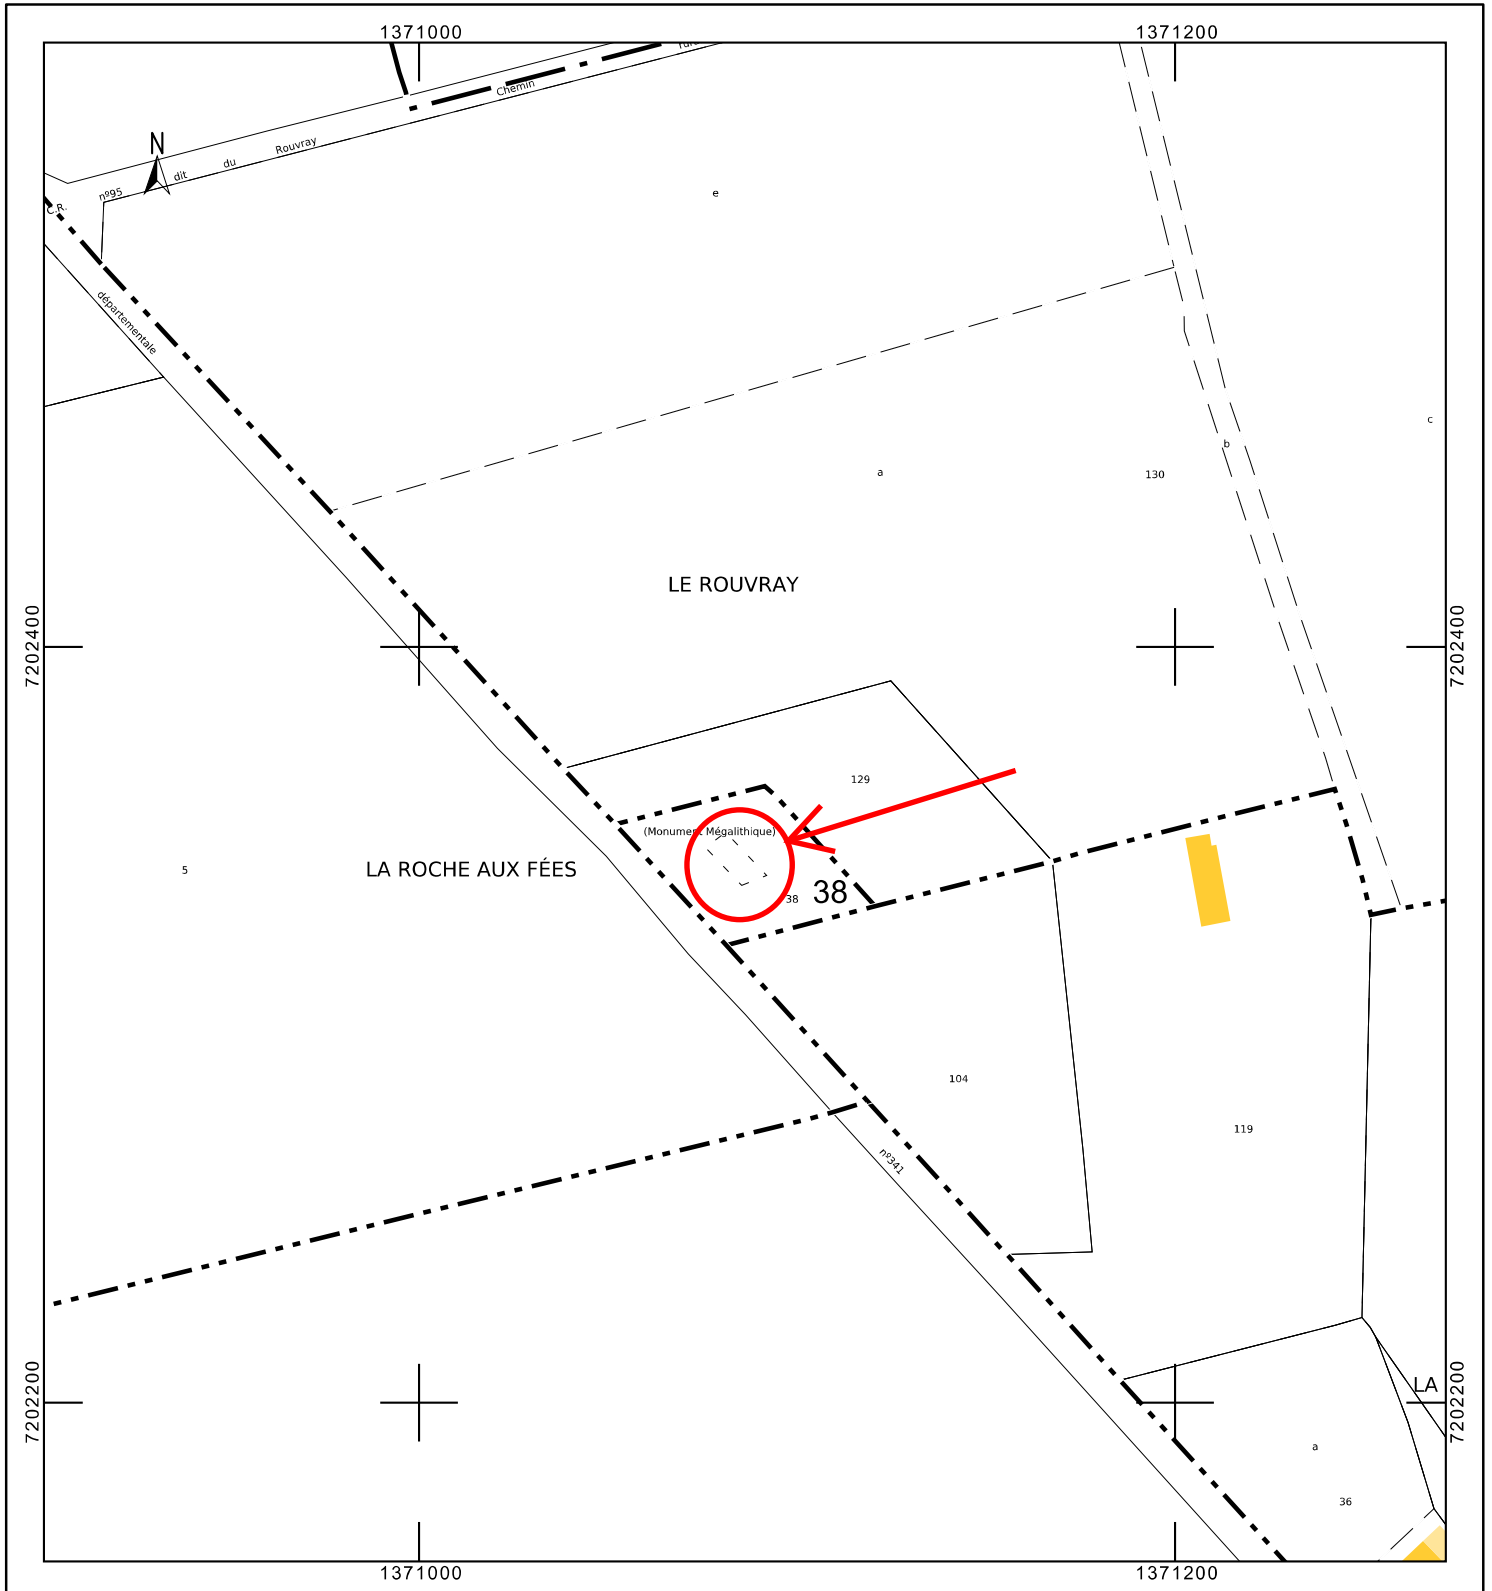 1371000
1371200
rural
Chemin
N
Rouvray
du
dit
nº95
C.R.
e
départementale
c
b
a
130
LE ROUVRAY
7202400
7202400
129
(Monument Mégalithique)
LA ROCHE AUX FÉES
5
38
38
104
119
nº341
LA
7202200
7202200
a
36
1371000
1371200